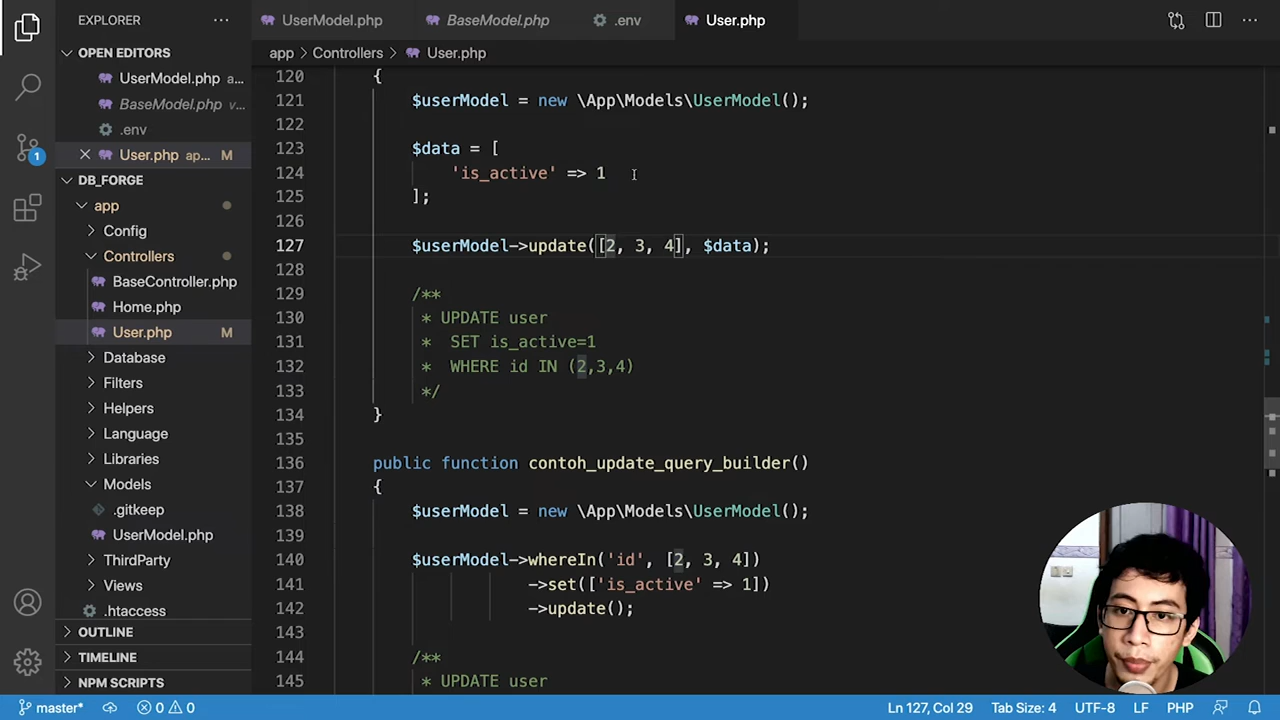 EXPLORER
OPEN EDITORS
UserModel.php a...
BaseModel.php v...
.env
User.php ap... M
DB_FORGE
app
Config
Controllers
BaseController.php
Home.php
User.php M
Database
Filters
Helpers
Language
Libraries
Models
.gitkeep
UserModel.php
ThirdParty
Views
.htaccess
OUTLINE
TIMELINE
NPM SCRIPTS
UserModel.php BaseModel.php .env User.php
app > Controllers > User.php
120 {
121 $userModel = new \App\Models\UserModel();
122
123 $data = [
124 'is_active' => 1
125 ];
126
127 $userModel->update([2, 3, 4], $data);
128
129 /**
130 * UPDATE user
131 * SET is_active=1
132 * WHERE id IN (2,3,4)
133 */
134 }
135
136 public function contoh_update_query_builder()
137 {
138 $userModel = new \App\Models\UserModel();
139
140 $userModel->whereIn('id', [2, 3, 4])
141 ->set(['is_active' => 1])
142 ->update();
143
144 /**
145 * UPDATE user
1
master* 0 0 Ln 127, Col 29 Tab Size: 4 UTF-8 LF PHP